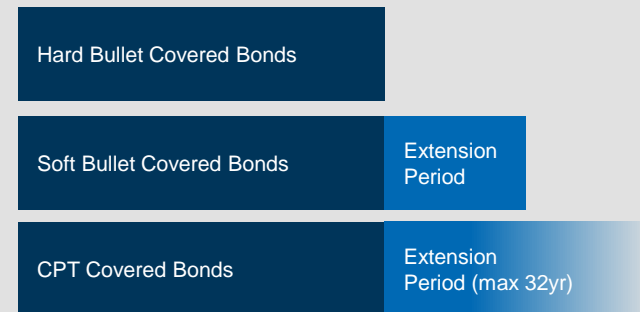 Hard Bullet Covered Bonds
Soft Bullet Covered Bonds
Extension
Period
CPT Covered Bonds
Extension
Period (max 32yr)